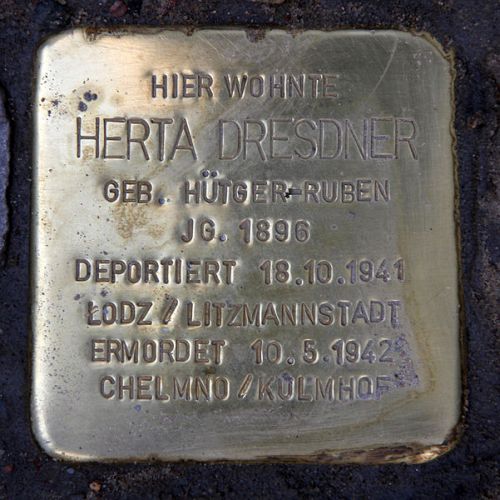 HIER WOHNTE
HERTA DRESDNER
GEB. HÜTGER-RUBEN
JG. 1896
DEPORTIERT 18.10.1941
ŁODZ / LITZMANNSTADT
ERMORDET 10.5.1942
CHELMNO / KULMHOF